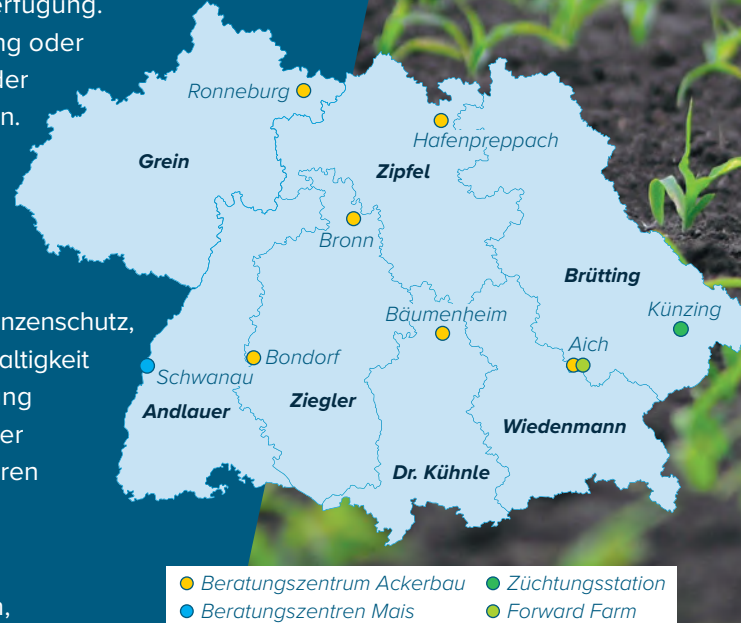 erfügung.
ng oder
der
n.
nzenschutz,
altigkeit
ung
er
ren
n,
Ronneburg
Grein
Hafenpreppach
Zipfel
Bronn
Brütting
Künzing
Bäumenheim
Aich
Bondorf
Schwanau
Andlauer
Ziegler
Wiedenmann
Dr. Kühnle
Beratungszentrum Ackerbau
Züchtungsstation
Beratungszentren Mais
Forward Farm